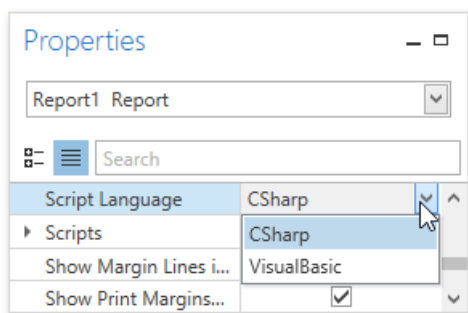 Properties
Report1 Report
Search
Script Language CSharp
Scripts CSharp
Show Margin Lines i... VisualBasic
Show Print Margins...